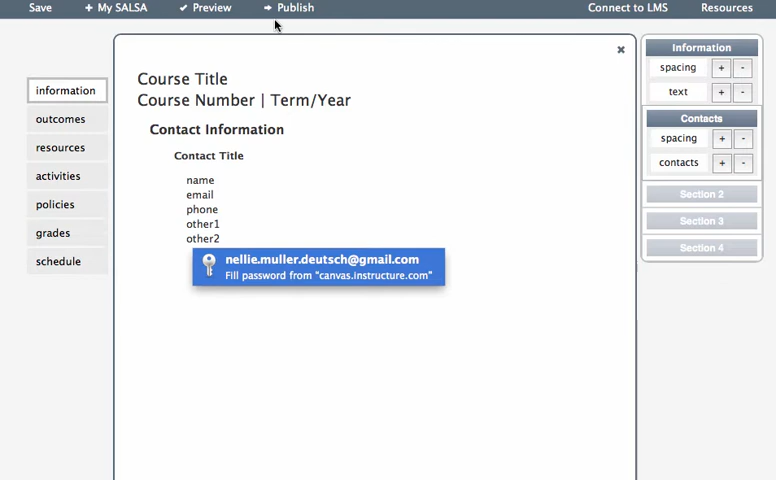 Save + My SALSA ✔ Preview ➔ Publish Connect to LMS Resources
information
outcomes
resources
activities
policies
grades
schedule
×
Course Title
Course Number | Term/Year
Contact Information
Contact Title
name
email
phone
other1
other2
nellie.muller.deutsch@gmail.com
Fill password from "canvas.instructure.com"
Information
spacing + -
text + -
Contacts
spacing + -
contacts + -
Section 2
Section 3
Section 4